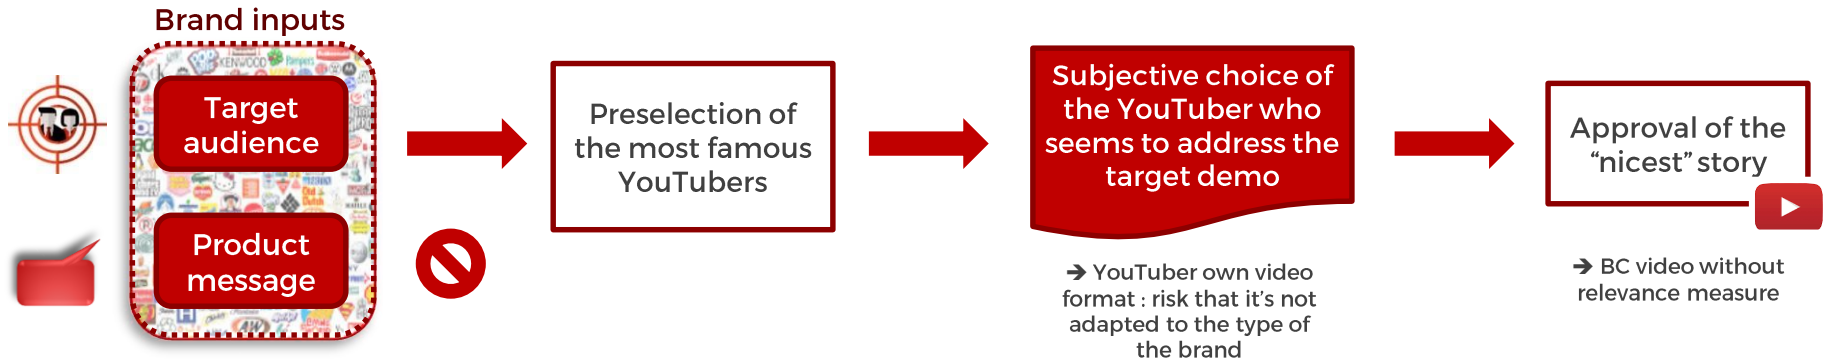 Brand inputs
KENWOOD
Pampers
Target
audience
Product
message
A&W
Preselection of
the most famous
YouTubers
Subjective choice of
the YouTuber who
seems to address the
target demo
➔ YouTuber own video
format : risk that it's not
adapted to the type of
the brand
Approval of the
“nicest” story
➔ BC video without
relevance measure